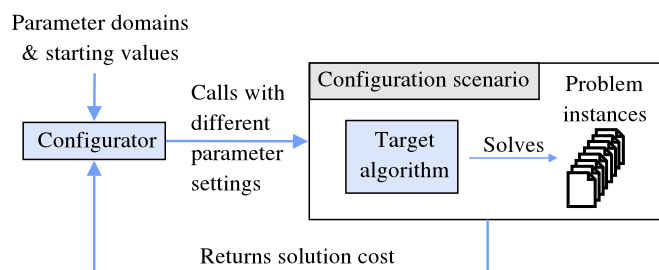 Parameter domains
& starting values
Configurator
Calls with
different
parameter
settings
Configuration scenario
Target
algorithm
Solves
Problem
instances
Returns solution cost